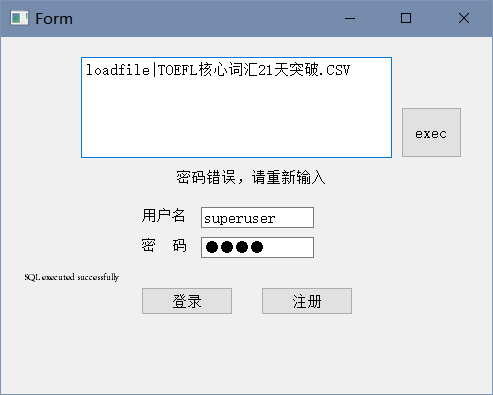 Form
loadfile|TOEFL核心词汇21天突破.CSV
exec
密码错误，请重新输入
用户名 superuser
密 码 ●●●●
SQL executed successfully
登录 注册